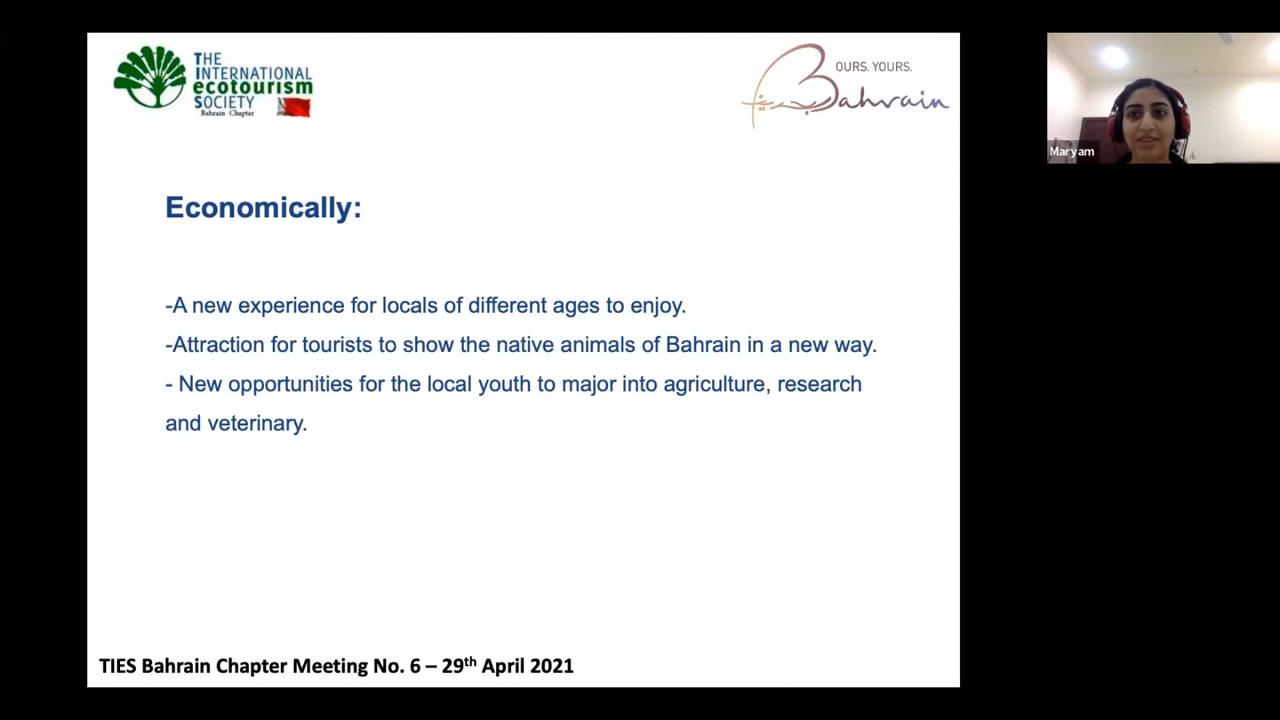 THE
INTERNATIONAL
ecotourism
SOCIETY
Bahrain Chapter
OURS. YOURS.
Bahrain
Maryam
Economically:
-A new experience for locals of different ages to enjoy.
-Attraction for tourists to show the native animals of Bahrain in a new way.
- New opportunities for the local youth to major into agriculture, research
and veterinary.
TIES Bahrain Chapter Meeting No. 6 – 29th April 2021